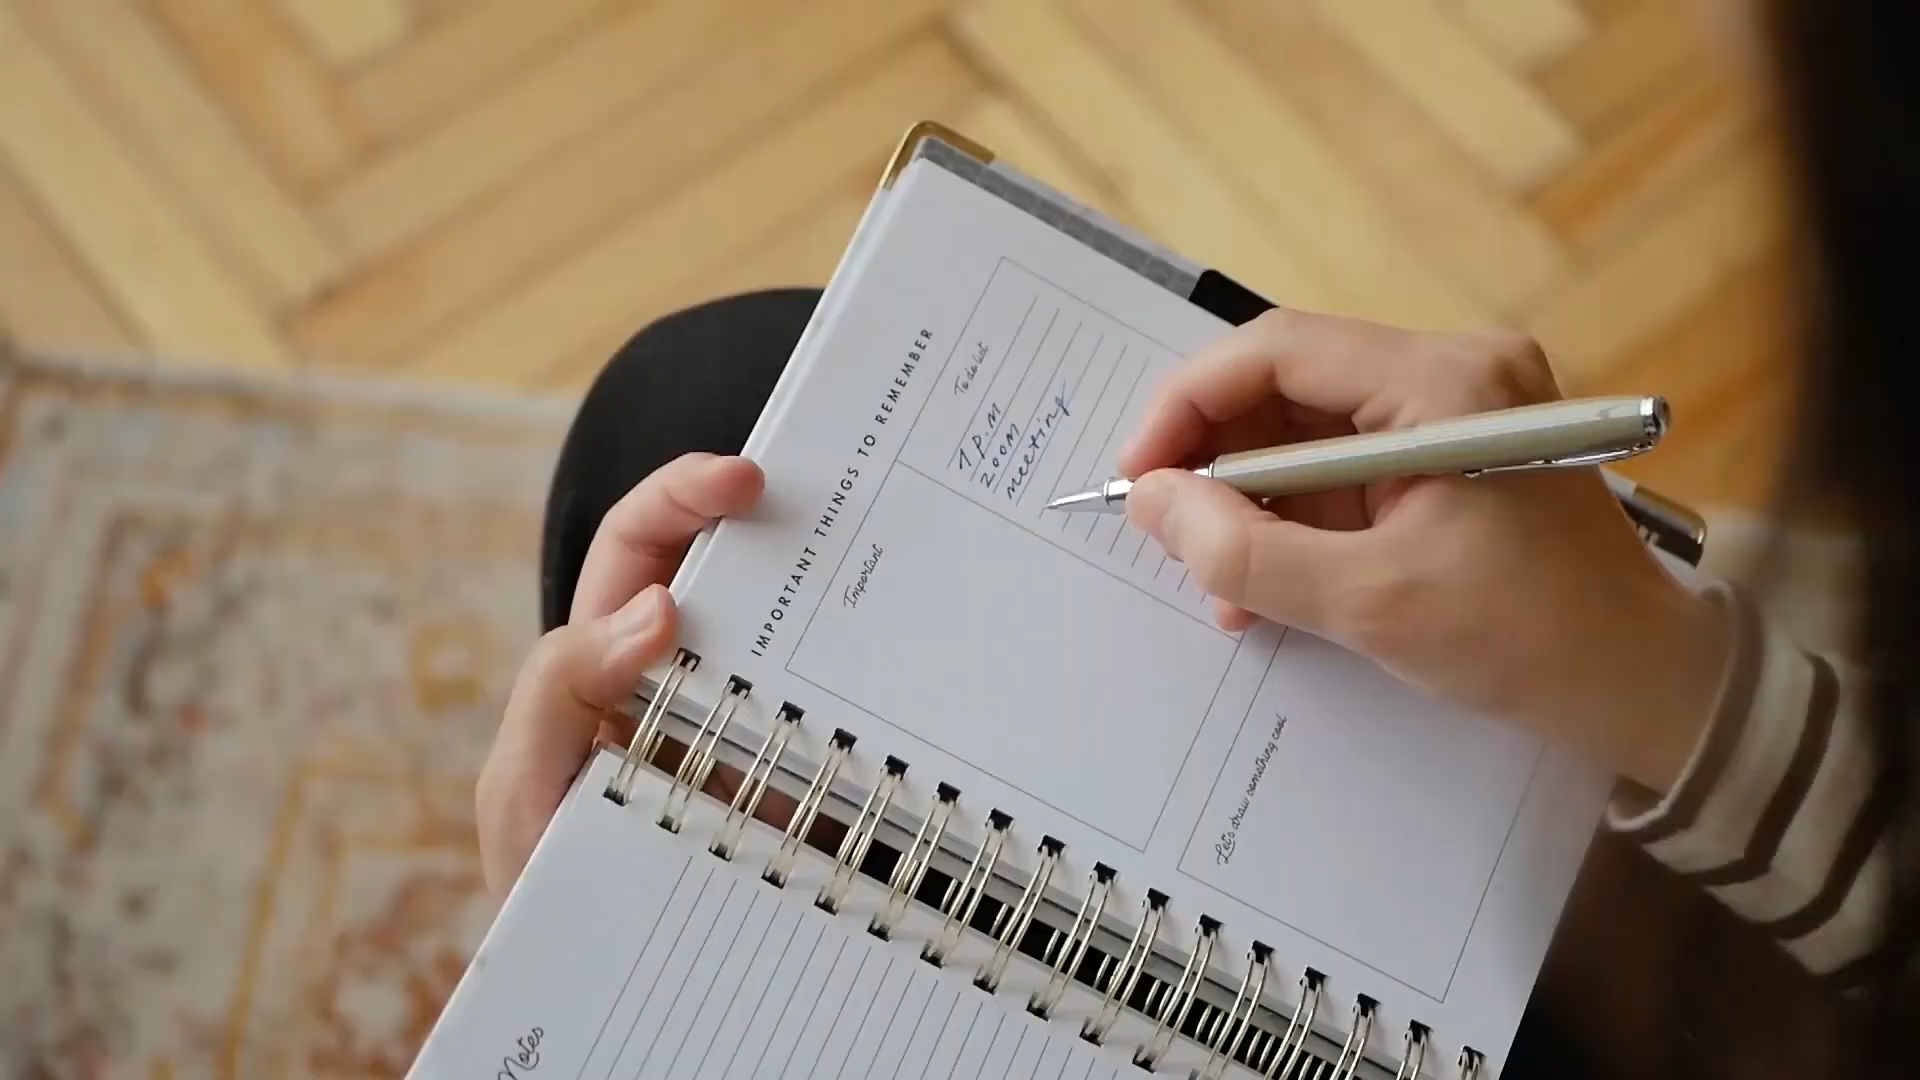 IMPORTANT THINGS TO REMEMBER
To do list
1 P.M
ZOOM
meeting
Important
Let's draw something cool
Notes